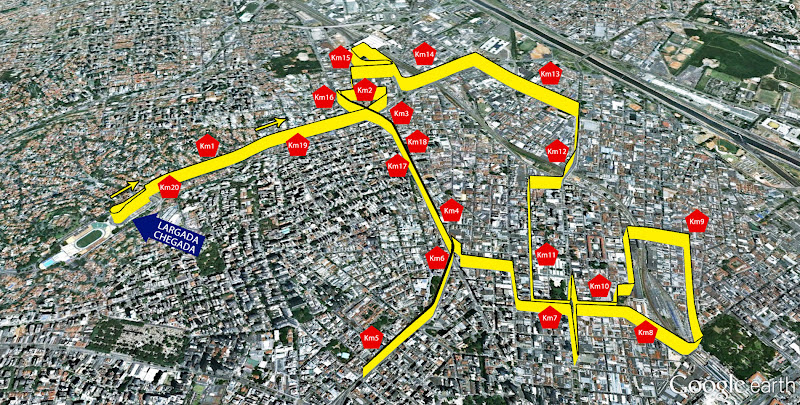 Km15
Km14
Km13
Km2
Km16
Km3
Km1
Km19
Km18
Km12
Km17
Km20
Km4
Km9
LARGADA
CHEGADA
Km6
Km11
Km10
Km7
Km5
Km8
Google earth